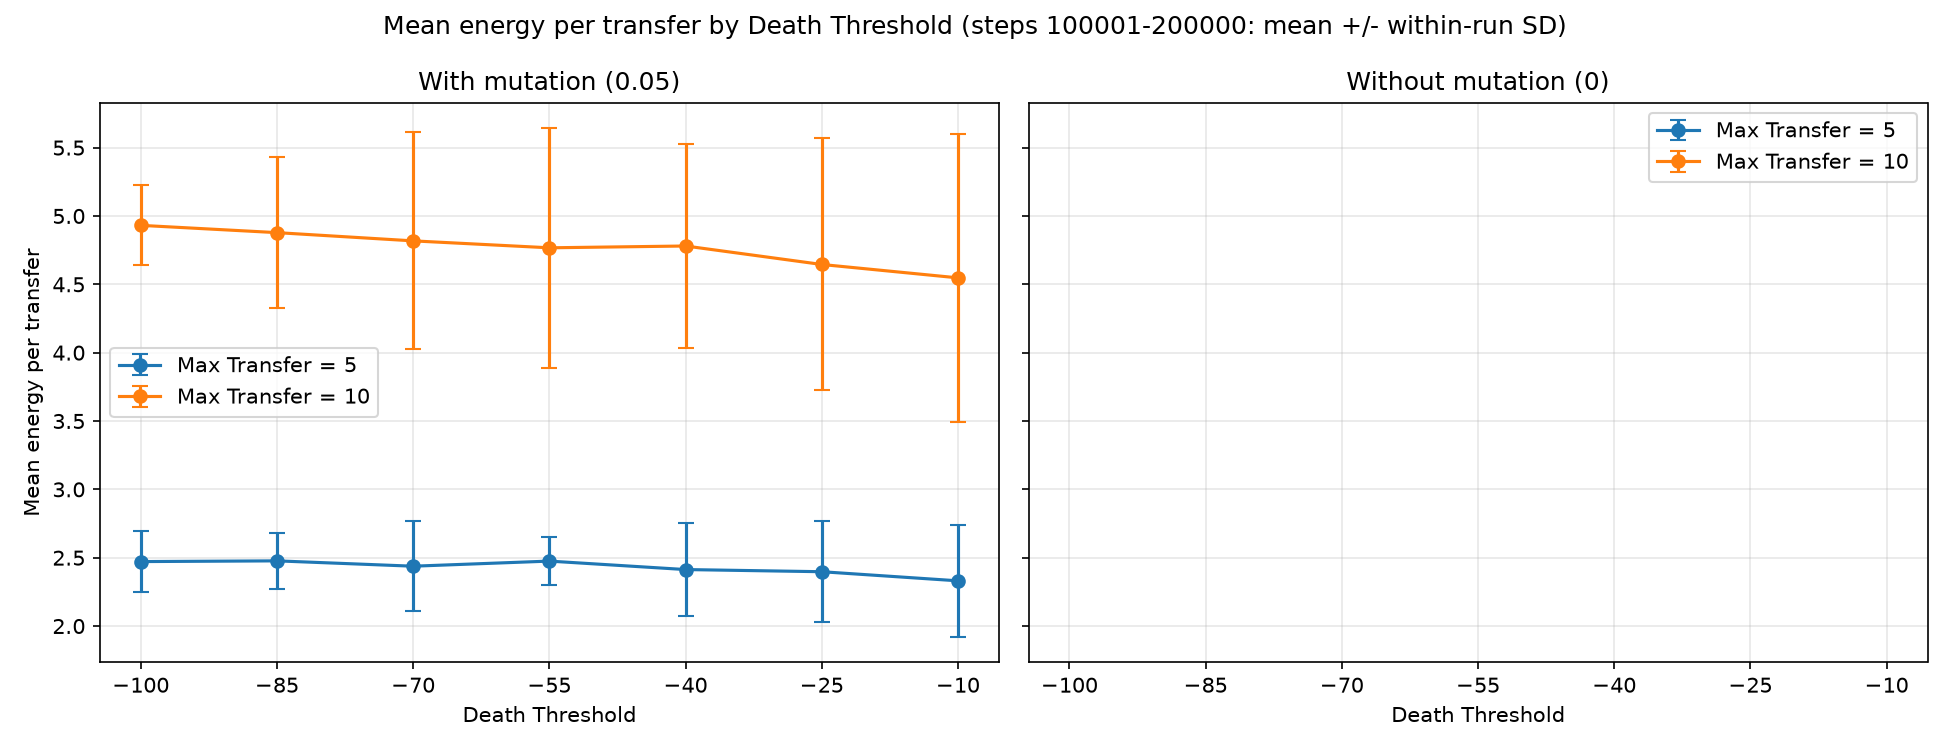 Mean energy per transfer by Death Threshold (steps 100001-200000: mean +/- within-run SD)
With mutation (0.05)
Mean energy per transfer
5.5
5.0
4.5
4.0
3.5
3.0
2.5
2.0
Max Transfer = 5
Max Transfer = 10
−100
−85
−70
−55
−40
−25
−10
Death Threshold
Without mutation (0)
Max Transfer = 5
Max Transfer = 10
−100
−85
−70
−55
−40
−25
−10
Death Threshold